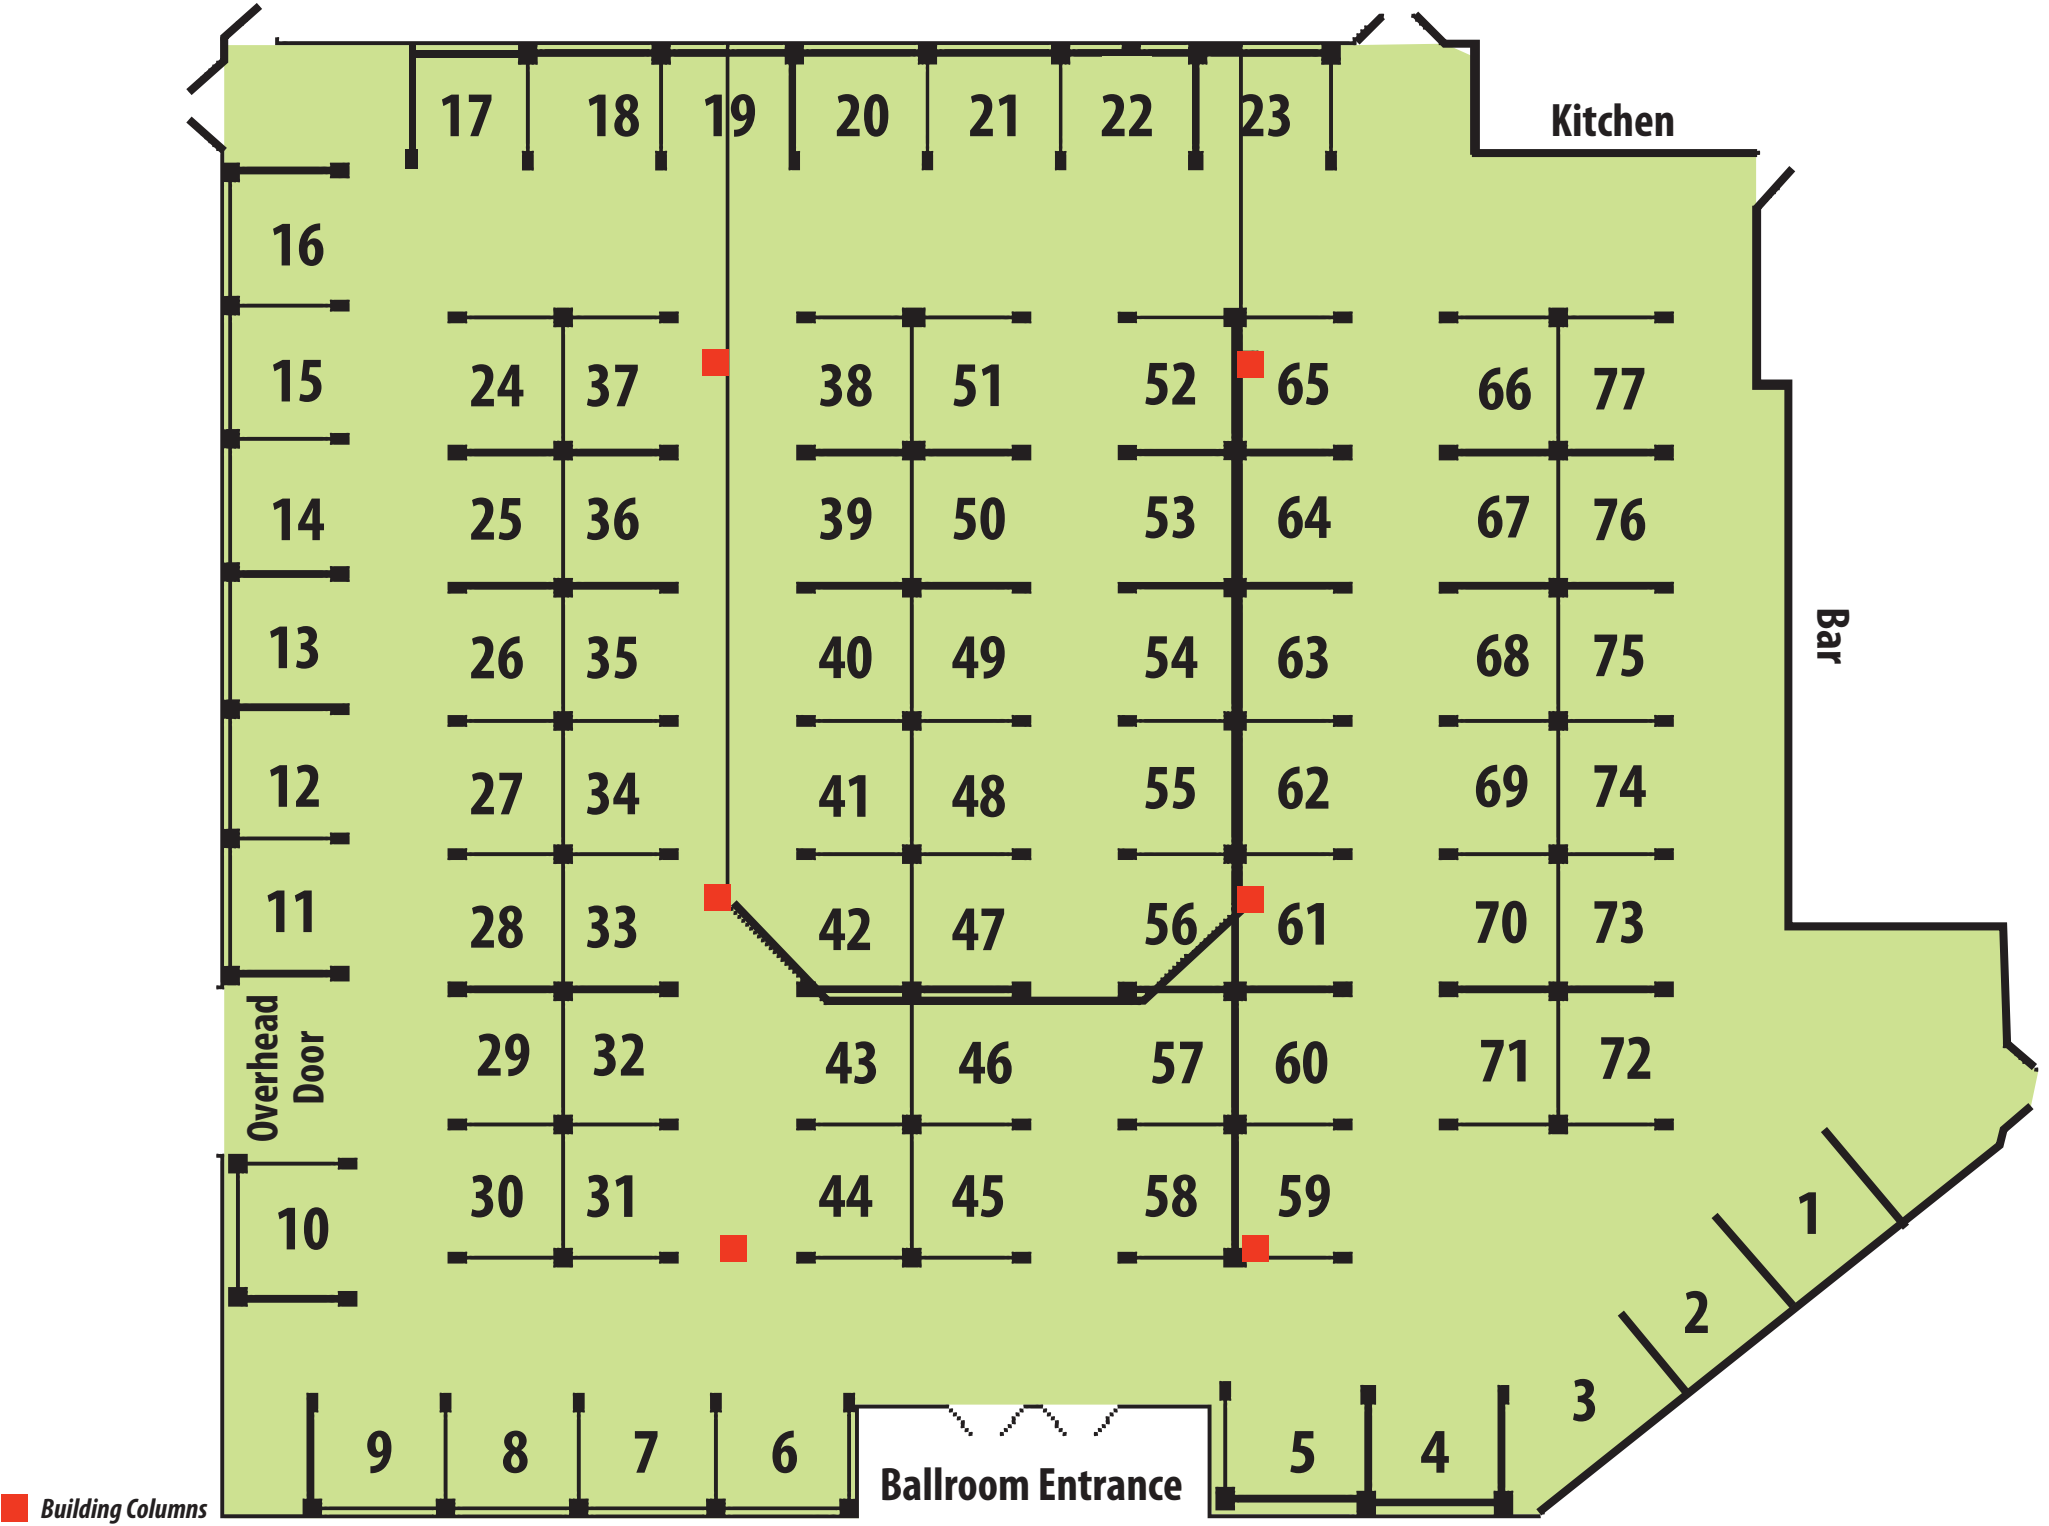 17 18 19 20 21 22 23
Kitchen
16
15
14
13
12
11
Overhead
Door
10
24 37 38 51 52 65 66 77
25 36 39 50 53 64 67 76
26 35 40 49 54 63 68 75
27 34 41 48 55 62 69 74
28 33 42 47 56 61 70 73
29 32 43 46 57 60 71 72
30 31 44 45 58 59
Bar
1
2
3
9 8 7 6
Ballroom Entrance
5 4
Building Columns